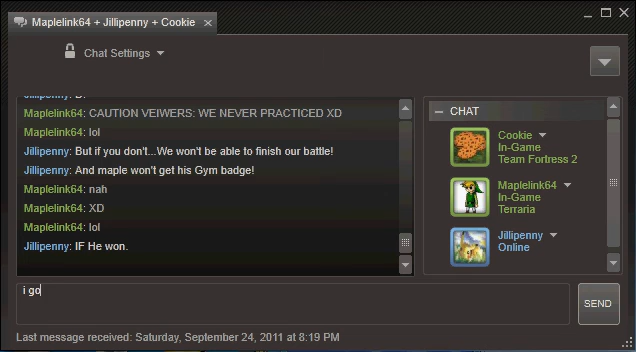 Maplelink64 + Jillipenny + Cookie
Chat Settings
Jillipenny: D:
Maplelink64: CAUTION VEIWERS: WE NEVER PRACTICED XD
Maplelink64: lol
Jillipenny: But if you don't...We won't be able to finish our battle!
Jillipenny: And maple won't get his Gym badge!
Maplelink64: nah
Maplelink64: XD
Maplelink64: lol
Jillipenny: IF He won.
CHAT
Cookie
In-Game
Team Fortress 2
Maplelink64
In-Game
Terraria
Jillipenny
Online
i go
SEND
Last message received: Saturday, September 24, 2011 at 8:19 PM